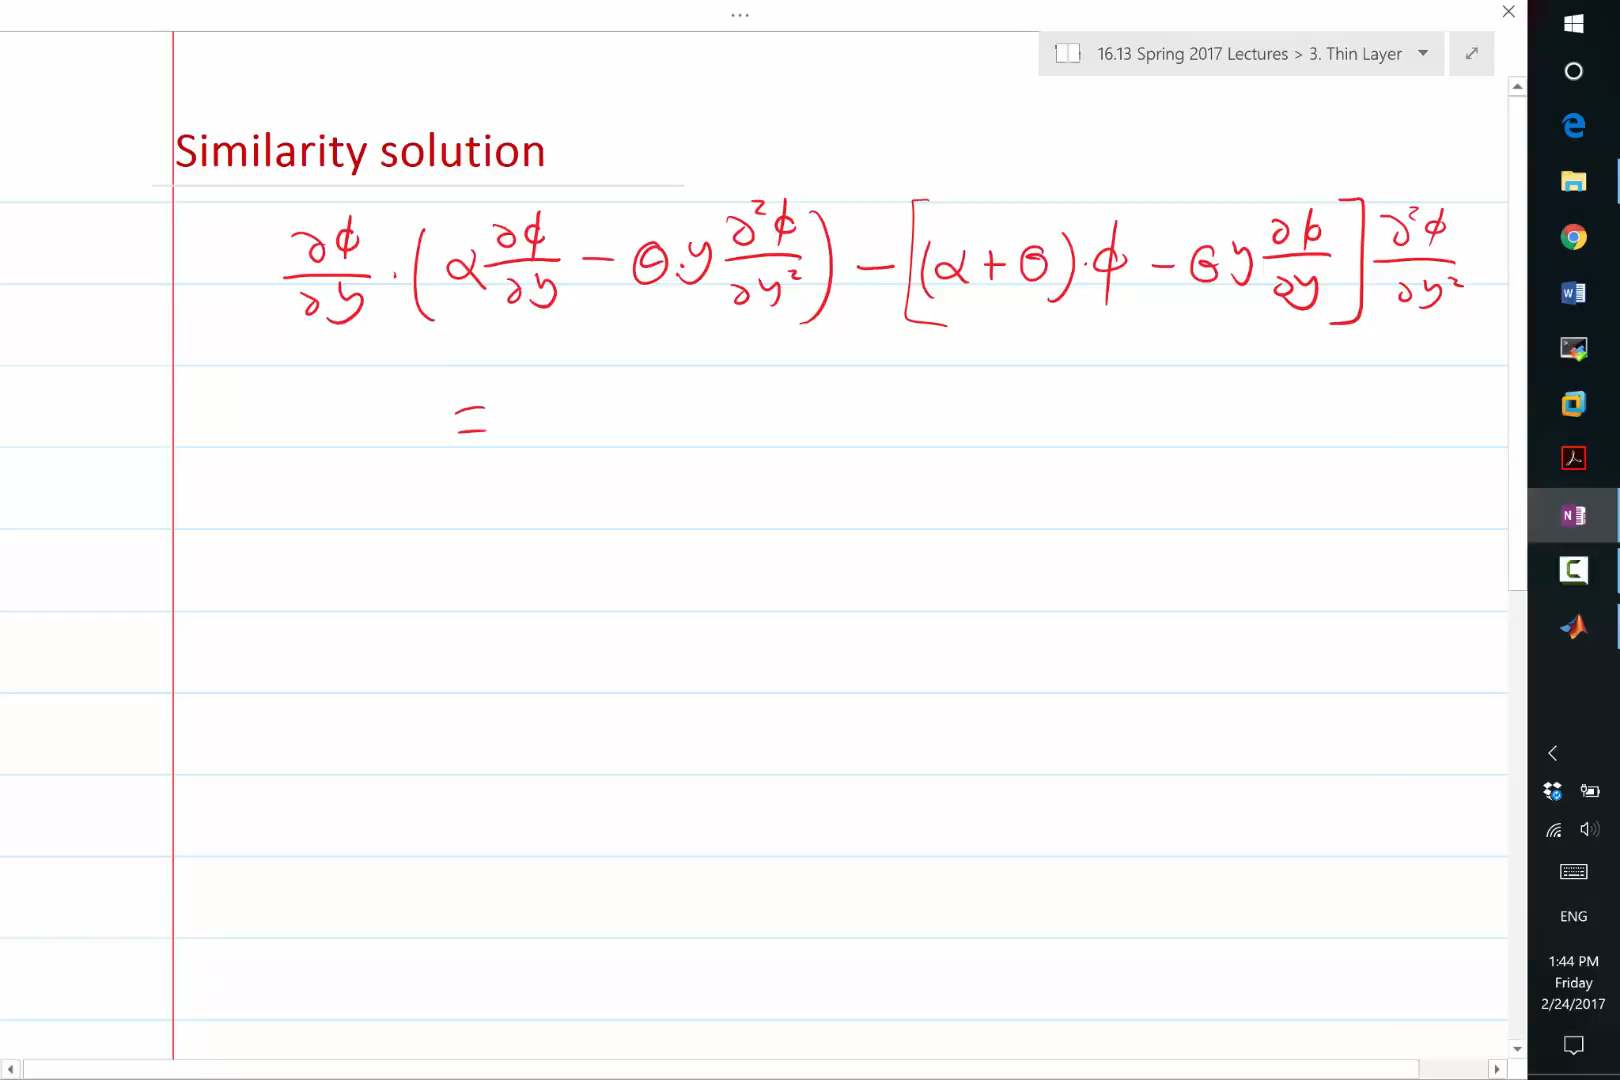 ...
16.13 Spring 2017 Lectures > 3. Thin Layer
Similarity solution
∂ϕ/∂y · (α ∂ϕ/∂y − θ·y ∂²ϕ/∂y²) − [(α+θ)·ϕ − θy ∂ϕ/∂y] ∂²ϕ/∂y²
=
ENG
1:44 PM
Friday
2/24/2017